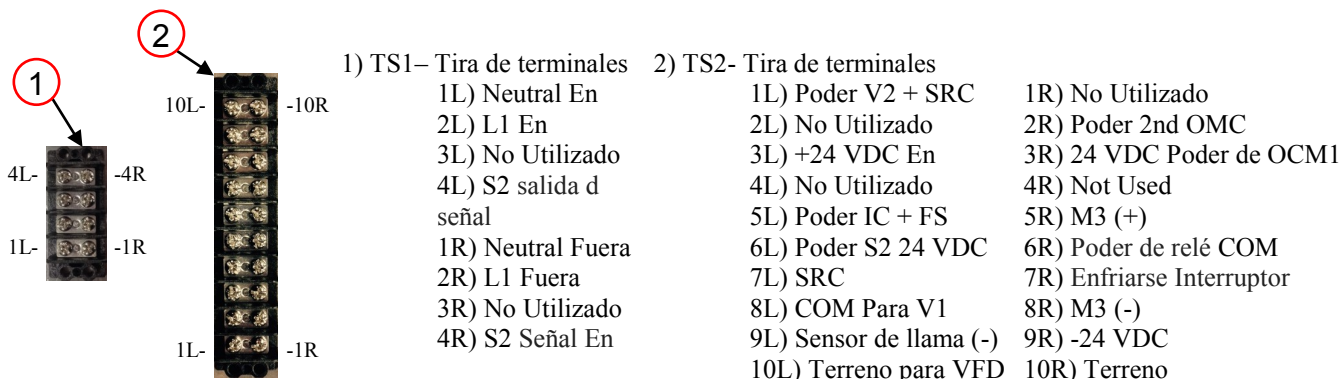 2
1
10L- -10R
4L- -4R
1L- -1R
1L- -1R
1) TS1– Tira de terminales
1L) Neutral En
2L) L1 En
3L) No Utilizado
4L) S2 salida d
señal
1R) Neutral Fuera
2R) L1 Fuera
3R) No Utilizado
4R) S2 Señal En
2) TS2- Tira de terminales
1L) Poder V2 + SRC
2L) No Utilizado
3L) +24 VDC En
4L) No Utilizado
5L) Poder IC + FS
6L) Poder S2 24 VDC
7L) SRC
8L) COM Para V1
9L) Sensor de llama (-)
10L) Terreno para VFD
1R) No Utilizado
2R) Poder 2nd OMC
3R) 24 VDC Poder de OCM1
4R) Not Used
5R) M3 (+)
6R) Poder de relé COM
7R) Enfriarse Interruptor
8R) M3 (-)
9R) -24 VDC
10R) Terreno